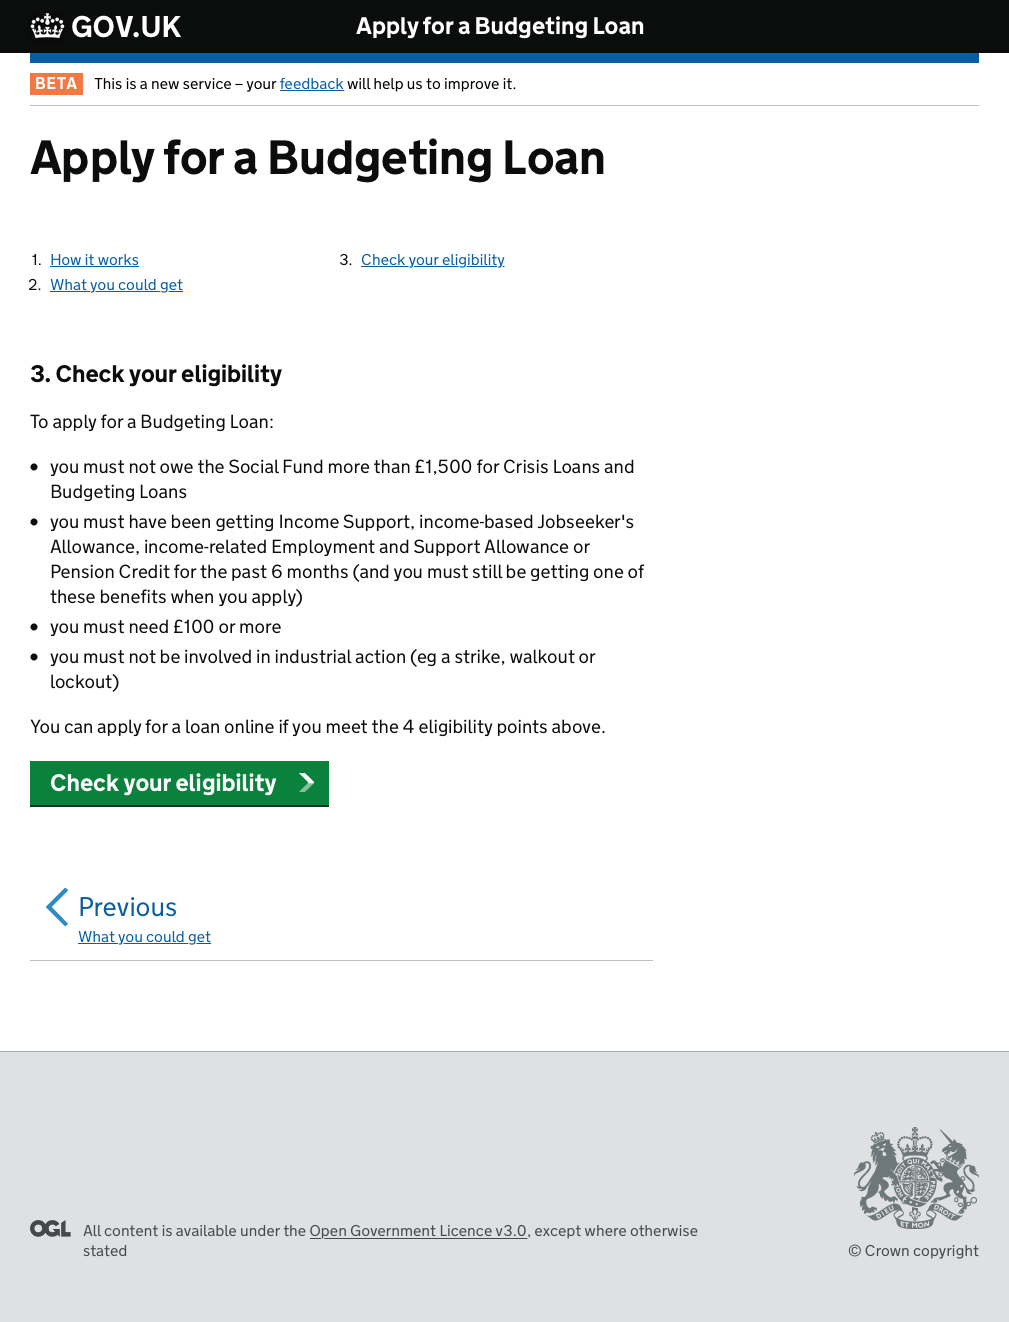 GOV.UK
Apply for a Budgeting Loan
BETA This is a new service – your feedback will help us to improve it.
Apply for a Budgeting Loan
1. How it works
2. What you could get
3. Check your eligibility
3. Check your eligibility
To apply for a Budgeting Loan:
• you must not owe the Social Fund more than £1,500 for Crisis Loans and
Budgeting Loans
• you must have been getting Income Support, income-based Jobseeker's
Allowance, income-related Employment and Support Allowance or
Pension Credit for the past 6 months (and you must still be getting one of
these benefits when you apply)
• you must need £100 or more
• you must not be involved in industrial action (eg a strike, walkout or
lockout)
You can apply for a loan online if you meet the 4 eligibility points above.
Check your eligibility
Previous
What you could get
OGL All content is available under the Open Government Licence v3.0, except where otherwise
stated
DIEU ET MON DROIT
© Crown copyright